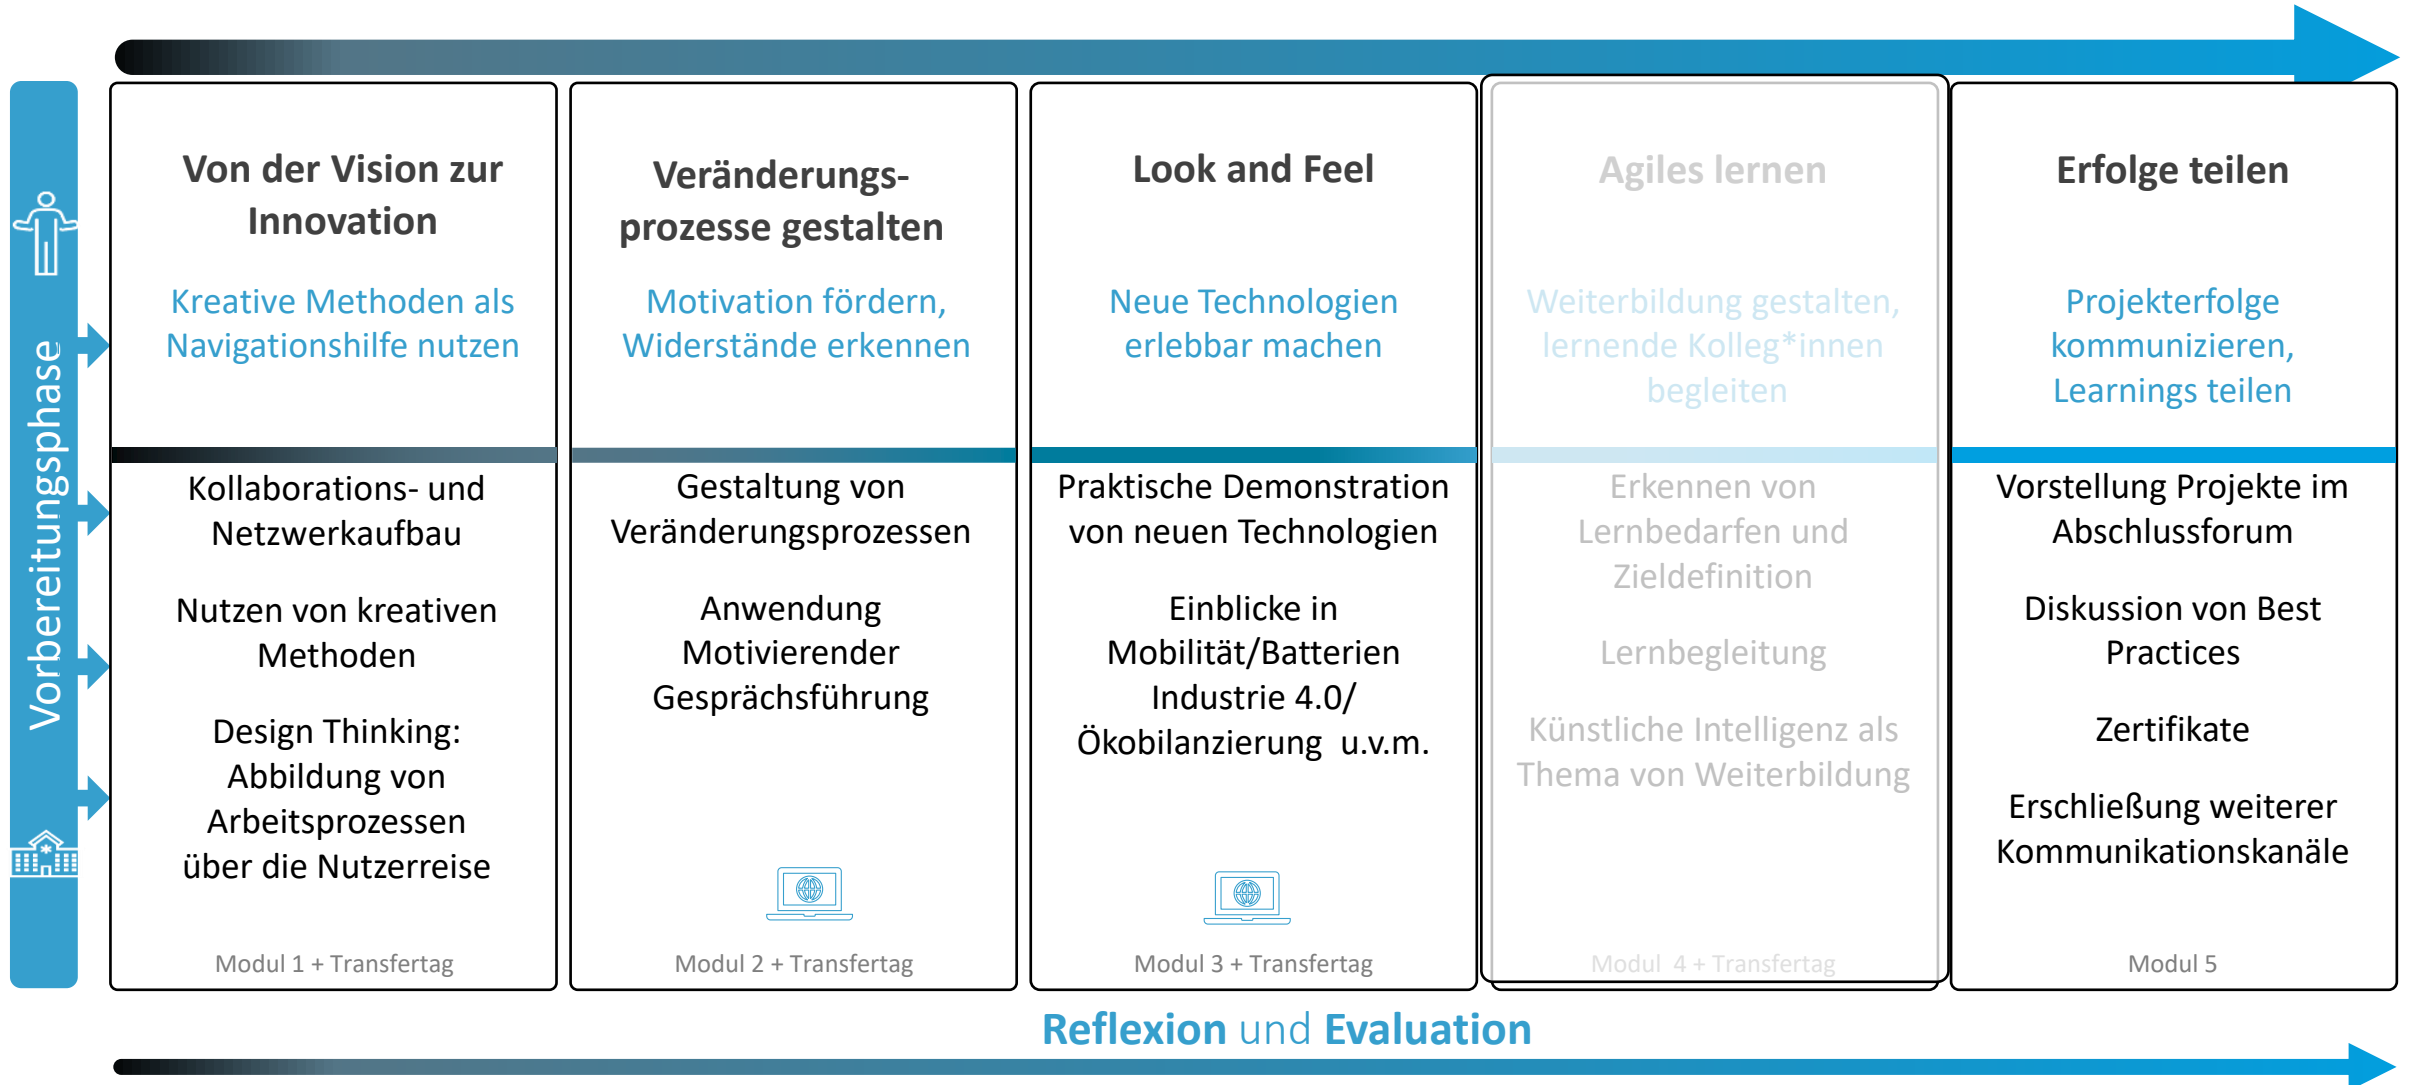 Vorbereitungsphase
Von der Vision zur
Innovation
Kreative Methoden als
Navigationshilfe nutzen
Kollaborations- und
Netzwerkaufbau
Nutzen von kreativen
Methoden
Design Thinking:
Abbildung von
Arbeitsprozessen
über die Nutzerreise
Modul 1 + Transfertag
Veränderungs-
prozesse gestalten
Motivation fördern,
Widerstände erkennen
Gestaltung von
Veränderungsprozessen
Anwendung
Motivierender
Gesprächsführung
Modul 2 + Transfertag
Look and Feel
Neue Technologien
erlebbar machen
Praktische Demonstration
von neuen Technologien
Einblicke in
Mobilität/Batterien
Industrie 4.0/
Ökobilanzierung u.v.m.
Modul 3 + Transfertag
Agiles lernen
Weiterbildung gestalten,
lernende Kolleg*innen
begleiten
Erkennen von
Lernbedarfen und
Zieldefinition
Lernbegleitung
Künstliche Intelligenz als
Thema von Weiterbildung
Modul 4 + Transfertag
Erfolge teilen
Projekterfolge
kommunizieren,
Learnings teilen
Vorstellung Projekte im
Abschlussforum
Diskussion von Best
Practices
Zertifikate
Erschließung weiterer
Kommunikationskanäle
Modul 5
Reflexion und Evaluation